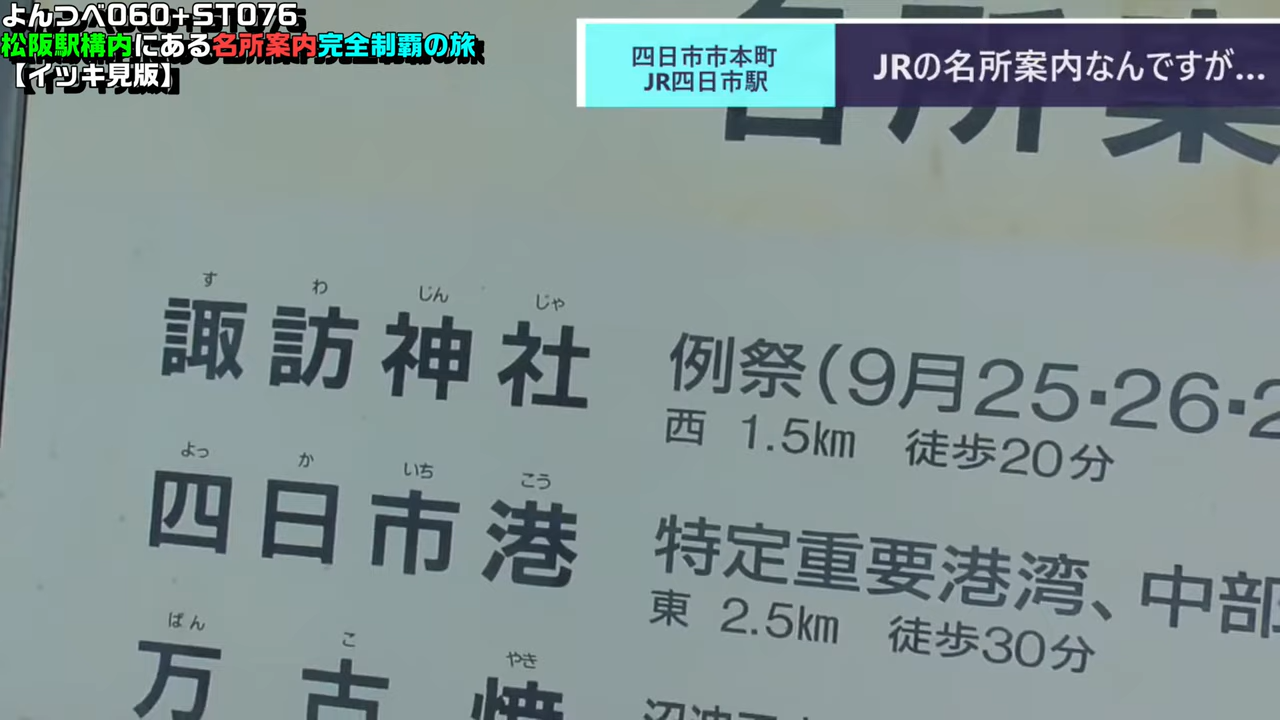 よんつべ060+ST076
松阪駅構内にある名所案内完全制覇の旅
【イツキ見版】
四日市市本町
JR四日市駅
JRの名所案内なんですが…
名所案
すわじんじゃ
諏訪神社
例祭(9月25・26・2
西 1.5km 徒歩20分
よっかいちこう
四日市港
特定重要港湾、中部
東 2.5km 徒歩30分
ばんこやき
万古焼